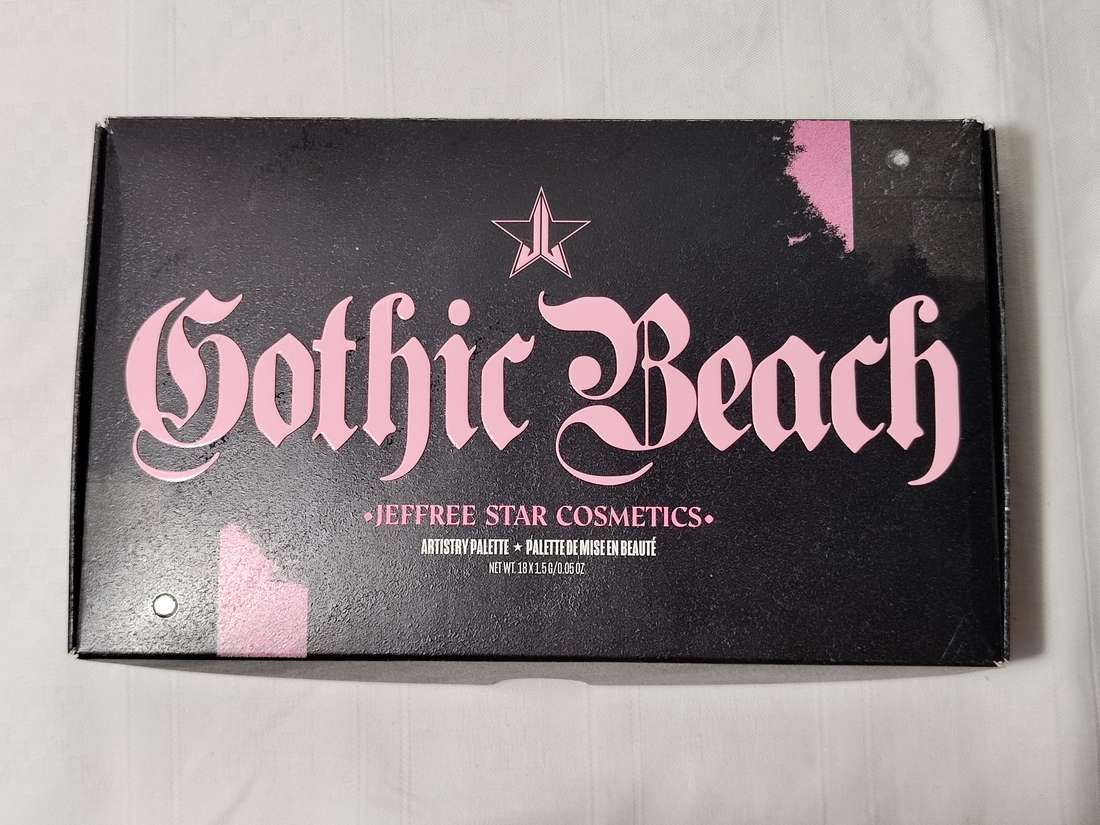 Gothic Beach
•JEFFREE STAR COSMETICS•
ARTISTRY PALETTE ★ PALETTE DE MISE EN BEAUTÉ
NET WT. 18 X 1.5 G/0.05 OZ